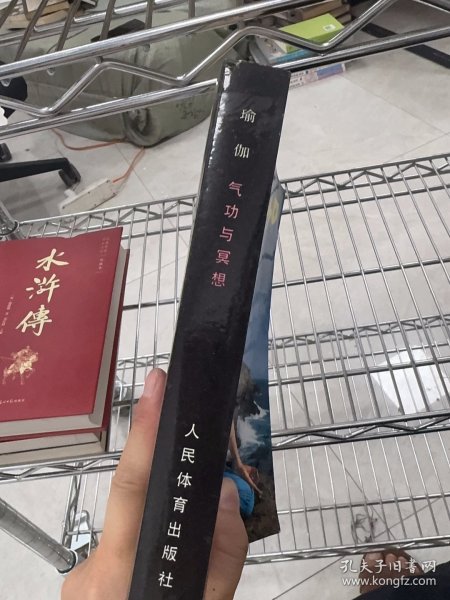 瑜伽
气功与冥想
人民体育出版社
水浒傳
孔夫子旧书网
www.kongfz.com